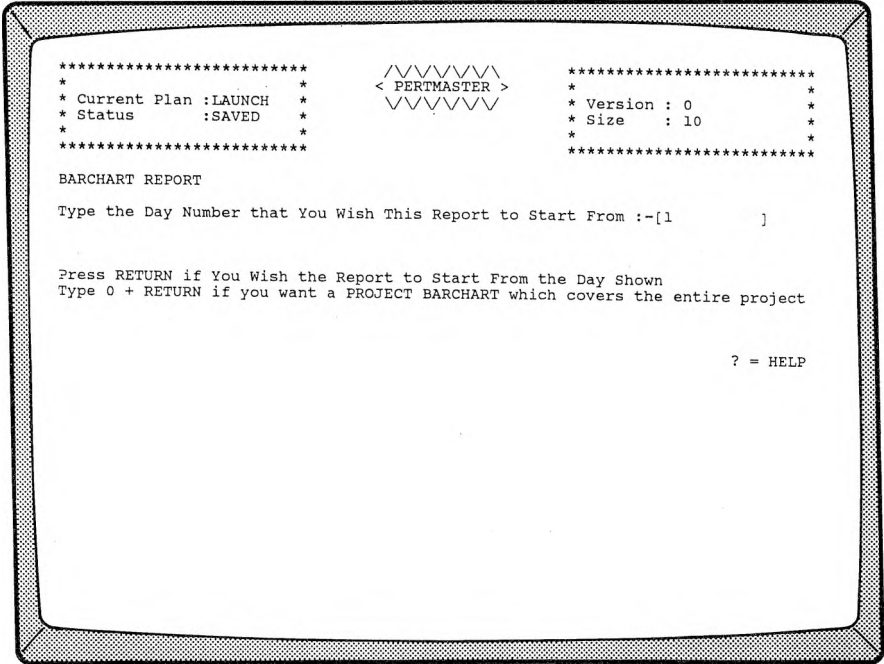 **************************          /\/\/\/\/\/\          **************************
*                        *         < PERTMASTER >         *                        *
* Current Plan :LAUNCH   *          \/\/\/\/\/\/          * Version : 0            *
* Status       :SAVED    *                                * Size    : 10           *
*                        *                                *                        *
**************************                                **************************
BARCHART REPORT
Type the Day Number that You Wish This Report to Start From :-[1          ]
Press RETURN if You Wish the Report to Start From the Day Shown
Type 0 + RETURN if you want a PROJECT BARCHART which covers the entire project
? = HELP